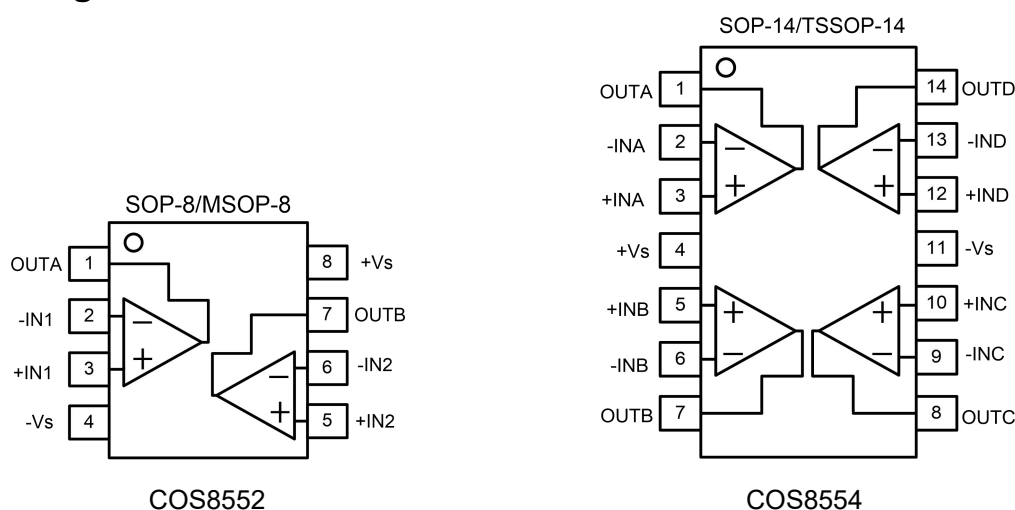 SOP-8/MSOP-8
OUTA 1
-IN1 2
+IN1 3
-Vs 4
8 +Vs
7 OUTB
6 -IN2
5 +IN2
− +
− +
COS8552
SOP-14/TSSOP-14
OUTA 1
-INA 2
+INA 3
+Vs 4
+INB 5
-INB 6
OUTB 7
14 OUTD
13 -IND
12 +IND
11 -Vs
10 +INC
9 -INC
8 OUTC
− +
− +
+ −
+ −
COS8554